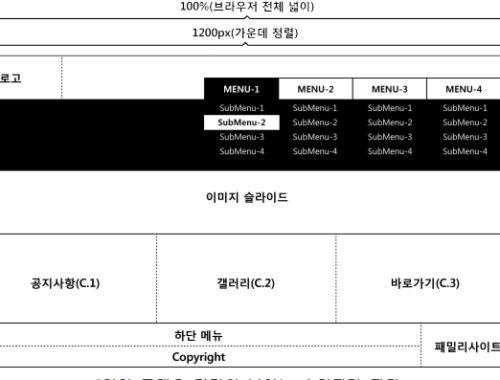 100%(브라우저 전체 넓이)
1200px(가운데 정렬)
로고
MENU-1 MENU-2 MENU-3 MENU-4
SubMenu-1 SubMenu-1 SubMenu-1 SubMenu-1
SubMenu-2 SubMenu-2 SubMenu-2 SubMenu-2
SubMenu-3 SubMenu-3 SubMenu-3 SubMenu-3
SubMenu-4 SubMenu-4 SubMenu-4 SubMenu-4
이미지 슬라이드
공지사항(C.1) 갤러리(C.2) 바로가기(C.3)
하단 메뉴
패밀리사이트
Copyright